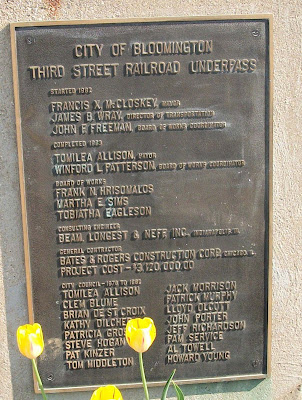 CITY OF BLOOMINGTON
THIRD STREET RAILROAD UNDERPASS
STARTED 1982
FRANCIS X. McCLOSKEY, MAYOR
JAMES B. WRAY, DIRECTOR OF TRANSPORTATION
JOHN F. FREEMAN, BOARD OF WORKS COORDINATOR
COMPLETED 1983
TOMILEA ALLISON, MAYOR
WINFORD L. PATTERSON, BOARD OF WORKS COORDINATOR
BOARD OF WORKS
FRANK N. HRISOMALOS
MARTHA E. SIMS
TOBIATHA EAGLESON
CONSULTING ENGINEER
BEAM, LONGEST & NEFF, INC., INDIANAPOLIS, IN.
GENERAL CONTRACTOR
BATES & ROGERS CONSTRUCTION CORP., CHICAGO, IL
PROJECT COST - $3,120,000.00
CITY COUNCIL - 1978 TO 1983
TOMILEA ALLISON
CLEM BLUME
BRIAN DE ST. CROIX
KATHY DILCHER
PATRICIA GROSS
STEVE HOGAN
PAT KINZER
TOM MIDDLETON
JACK MORRISON
PATRICK MURPHY
LLOYD OLCOTT
JOHN PORTER
JEFF RICHARDSON
PAM SERVICE
AL TOWELL
HOWARD YOUNG